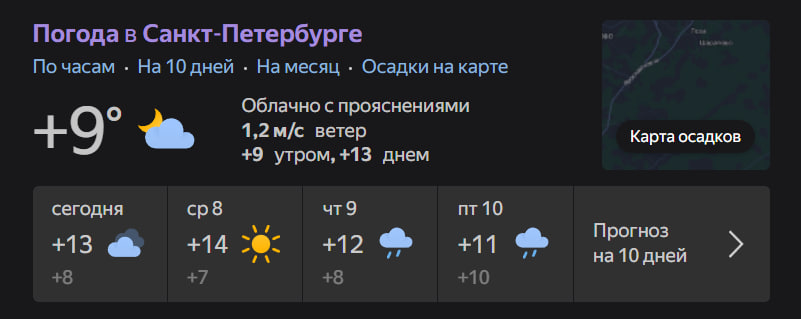 Погода в Санкт-Петербурге
По часам · На 10 дней · На месяц · Осадки на карте
+9°
Облачно с прояснениями
1,2 м/с ветер
+9 утром, +13 днем
Карта осадков
сегодня
+13
+8
ср 8
+14
+7
чт 9
+12
+8
пт 10
+11
+10
Прогноз
на 10 дней